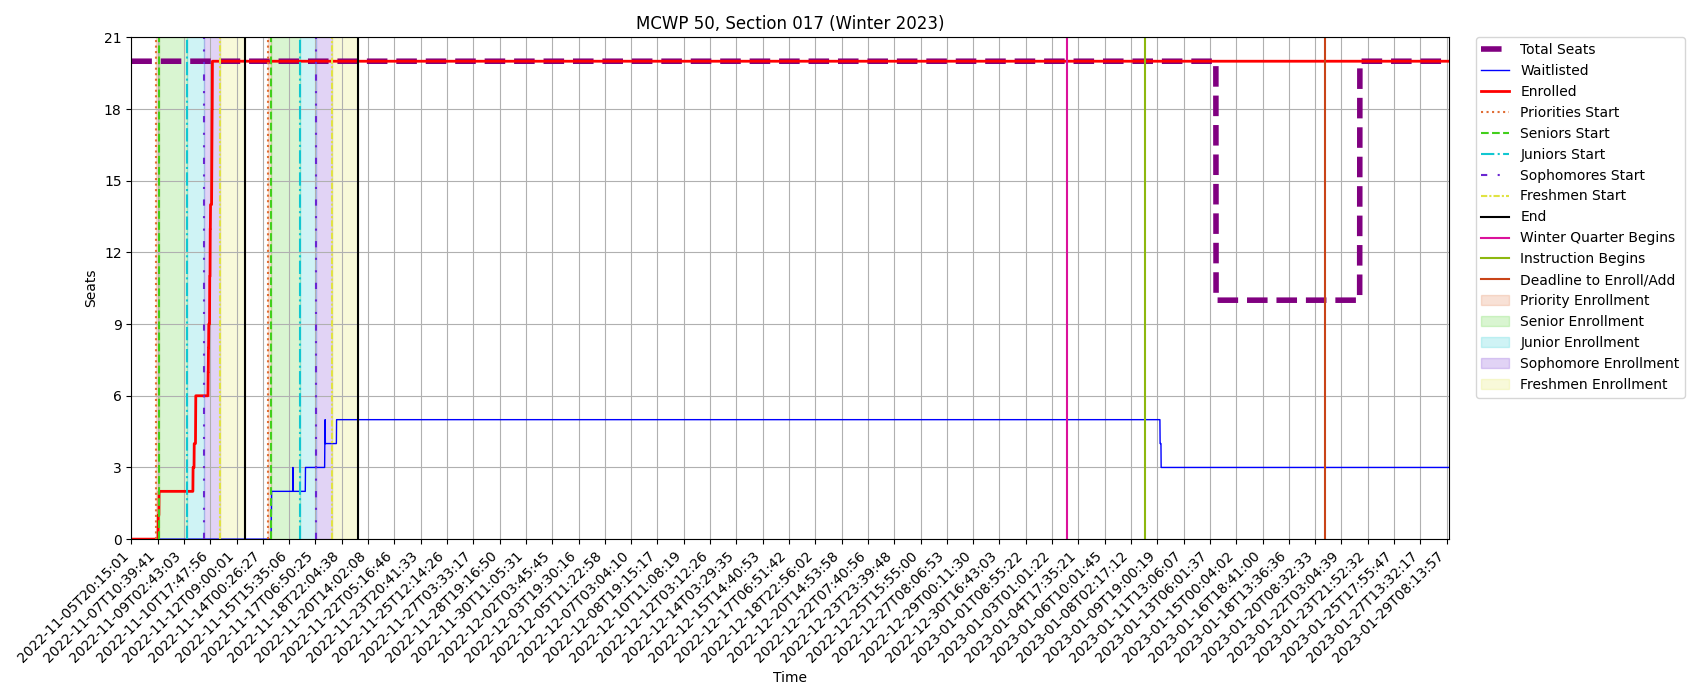 MCWP 50, Section 017 (Winter 2023)
21
18
15
12
9
6
3
0
Seats
2022-11-05T20:15:01
2022-11-07T10:39:41
2022-11-09T02:43:03
2022-11-10T17:47:56
2022-11-12T09:00:01
2022-11-14T00:26:27
2022-11-15T15:35:06
2022-11-17T06:50:25
2022-11-18T22:04:38
2022-11-20T14:02:08
2022-11-22T05:16:46
2022-11-23T20:41:33
2022-11-25T12:14:26
2022-11-27T03:33:17
2022-11-28T19:16:50
2022-11-30T11:05:31
2022-12-02T03:45:45
2022-12-03T19:30:16
2022-12-05T11:22:58
2022-12-07T03:04:10
2022-12-08T19:15:17
2022-12-10T11:08:19
2022-12-12T03:12:26
2022-12-14T03:29:35
2022-12-15T14:40:53
2022-12-17T06:51:42
2022-12-18T22:56:02
2022-12-20T14:53:58
2022-12-22T07:40:56
2022-12-23T23:39:48
2022-12-25T15:55:00
2022-12-27T08:06:53
2022-12-29T00:11:30
2022-12-30T16:43:03
2023-01-01T08:55:22
2023-01-03T01:01:22
2023-01-04T17:35:21
2023-01-06T10:01:45
2023-01-08T02:17:12
2023-01-09T19:00:19
2023-01-11T13:06:07
2023-01-13T06:01:37
2023-01-15T00:04:02
2023-01-16T18:41:00
2023-01-18T13:36:36
2023-01-20T08:32:33
2023-01-22T03:04:39
2023-01-23T21:52:32
2023-01-25T17:55:47
2023-01-27T13:32:17
2023-01-29T08:13:57
Time
Total Seats
Waitlisted
Enrolled
Priorities Start
Seniors Start
Juniors Start
Sophomores Start
Freshmen Start
End
Winter Quarter Begins
Instruction Begins
Deadline to Enroll/Add
Priority Enrollment
Senior Enrollment
Junior Enrollment
Sophomore Enrollment
Freshmen Enrollment